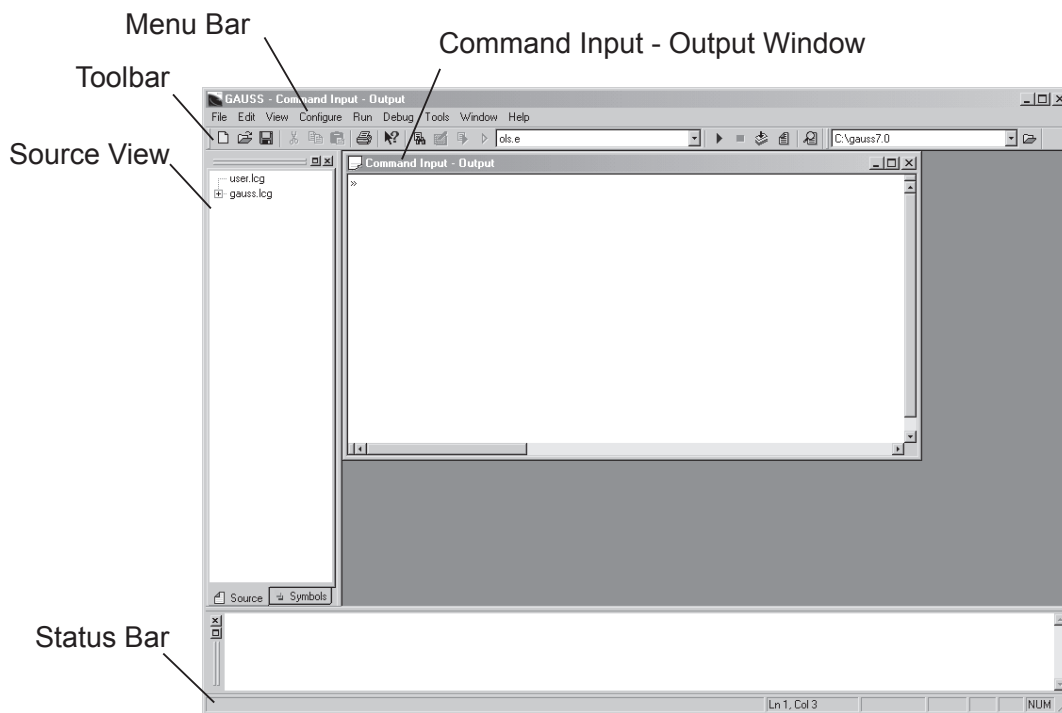 Menu Bar
Command Input - Output Window
Toolbar
Source View
GAUSS - Command Input - Output
File Edit View Configure Run Debug Tools Window Help
ols.e
C:\gauss7.0
user.lcg
gauss.lcg
Command Input - Output
»
Source Symbols
Status Bar
Ln 1, Col 3
NUM